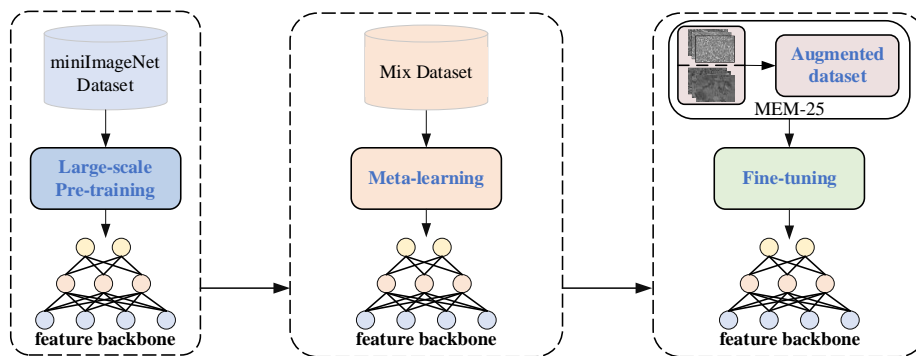 miniImageNet
Dataset
Large-scale
Pre-training
feature backbone
Mix Dataset
Meta-learning
feature backbone
Augmented
dataset
MEM-25
Fine-tuning
feature backbone